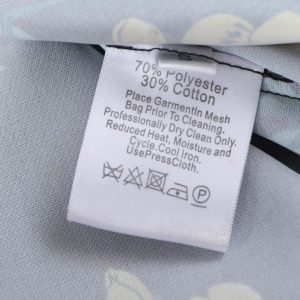 S
70% Polyester
30% Cotton
Place GarmentIn Mesh
Bag Prior To Cleaning.
Professionally Dry Clean Only.
Reduced Heat, Moisture and
Cycle.Cool Iron.
UsePressCloth.
P